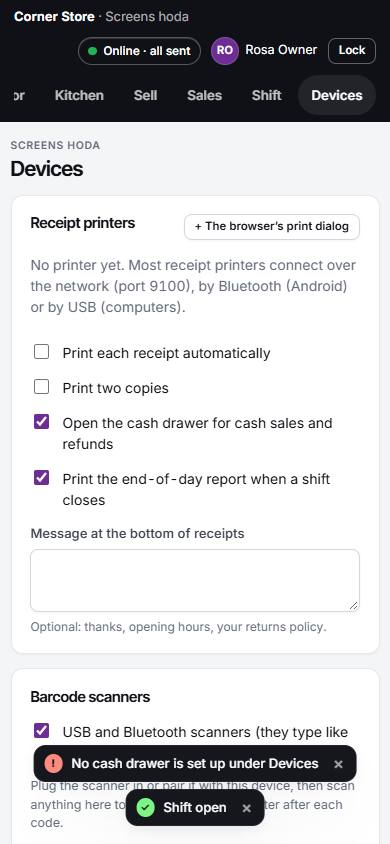 Corner Store · Screens hoda
Online · all sent
RO Rosa Owner
Lock
or Kitchen Sell Sales Shift Devices
SCREENS HODA
Devices
Receipt printers
+ The browser's print dialog
No printer yet. Most receipt printers connect over
the network (port 9100), by Bluetooth (Android)
or by USB (computers).
Print each receipt automatically
Print two copies
Open the cash drawer for cash sales and
refunds
Print the end-of-day report when a shift
closes
Message at the bottom of receipts
Optional: thanks, opening hours, your returns policy.
Barcode scanners
USB and Bluetooth scanners (they type like
! No cash drawer is set up under Devices ×
Plug the scanner in or pair it with this device, then scan
anything here to
ter after each
Shift open ×
code.